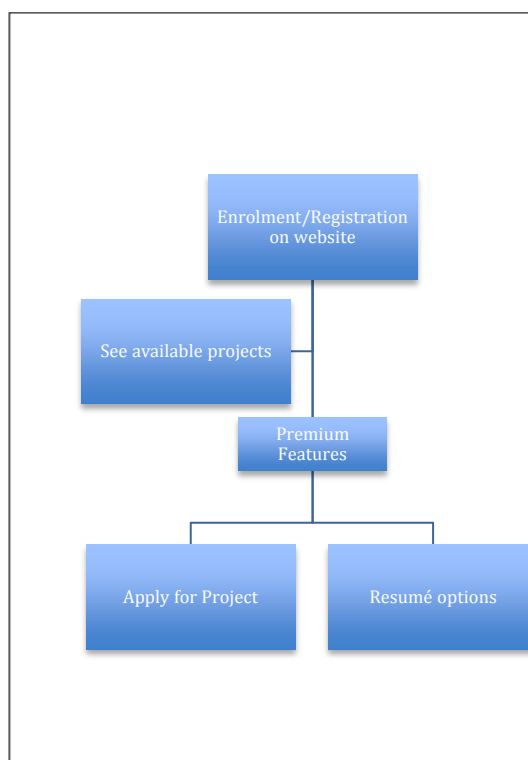 Enrolment/Registration
on website
See available projects
Premium
Features
Apply for Project
Resumé options